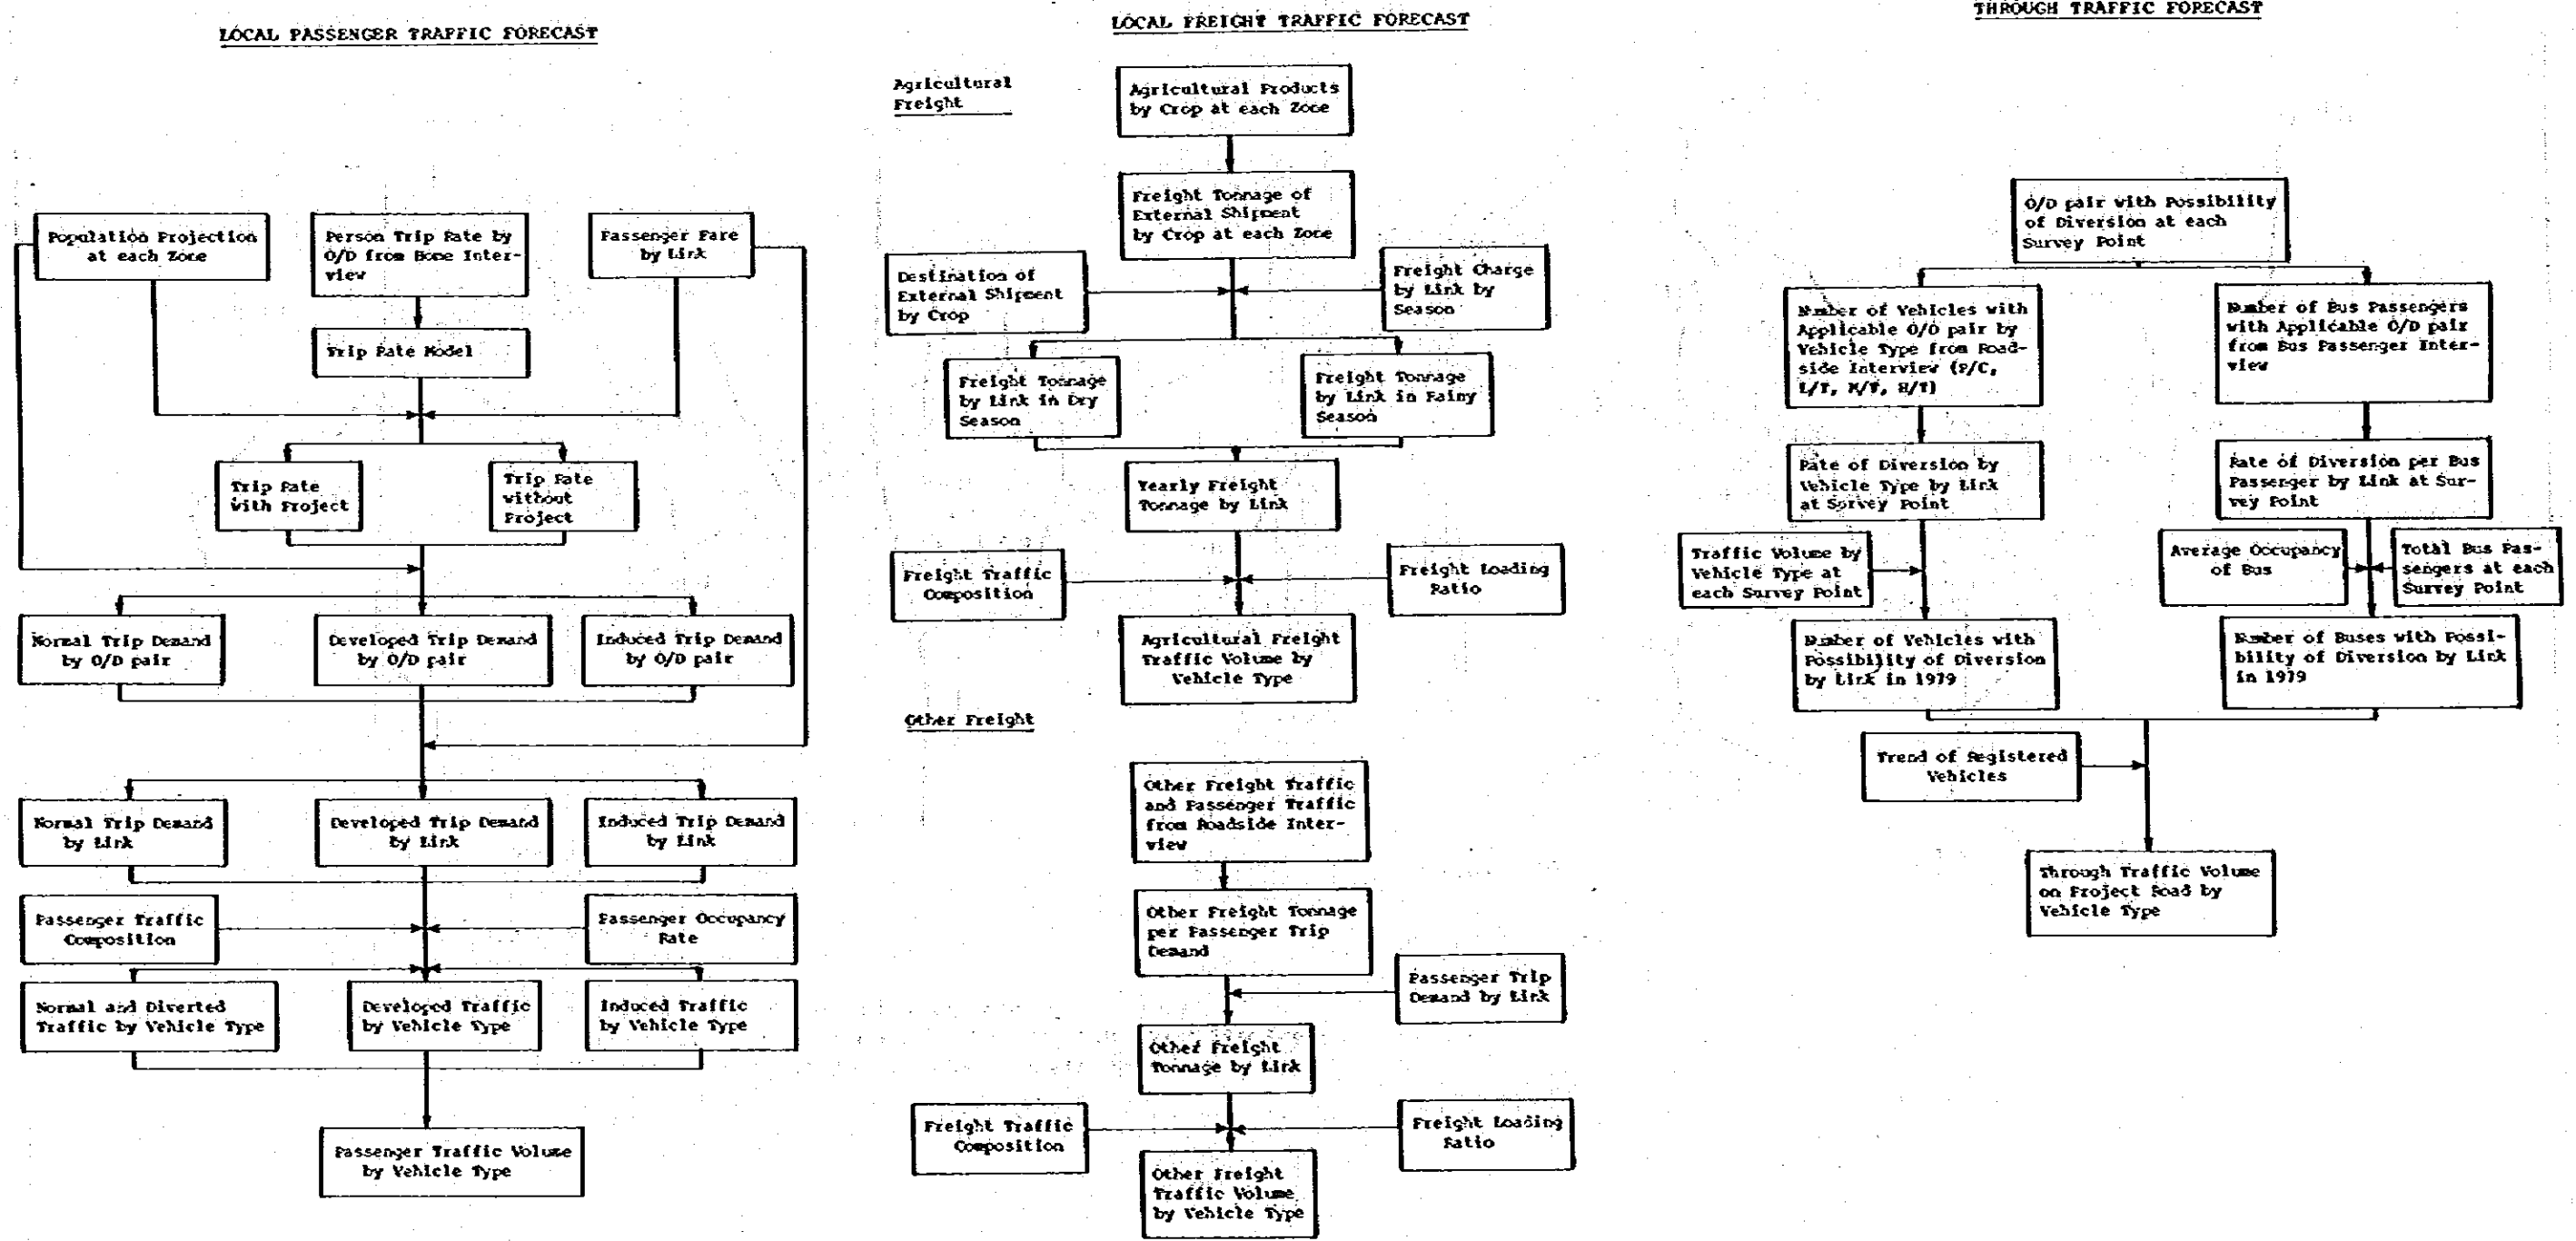 LOCAL PASSENGER TRAFFIC FORECAST
Population Projection
at each Zone
Person Trip Rate by
O/D from Home Inter-
view
Passenger Fare
by Link
Trip Rate Model
Trip Rate
with Project
Trip Rate
without
Project
Normal Trip Demand
by O/D pair
Developed Trip Demand
by O/D pair
Induced Trip Demand
by O/D pair
Normal Trip Demand
by Link
Developed Trip Demand
by Link
Induced Trip Demand
by Link
Passenger Traffic
Composition
Passenger Occupancy
Rate
Normal and Diverted
Traffic by Vehicle Type
Developed Traffic
by Vehicle Type
Induced Traffic
by Vehicle Type
Passenger Traffic Volume
by Vehicle Type
LOCAL FREIGHT TRAFFIC FORECAST
Agricultural
Freight
Agricultural Products
by Crop at each Zone
Freight Tonnage of
External Shipment
by Crop at each Zone
Destination of
External Shipment
by Crop
Freight Charge
by Link by
Season
Freight Tonnage
by Link in Dry
Season
Freight Tonnage
by Link in Rainy
Season
Yearly Freight
Tonnage by Link
Freight Traffic
Composition
Freight Loading
Ratio
Agricultural Freight
Traffic Volume by
Vehicle Type
Other Freight
Other Freight Traffic
and Passenger Traffic
from Roadside Inter-
view
Other Freight Tonnage
per Passenger Trip
Demand
Passenger Trip
Demand by Link
Other Freight
Tonnage by Link
Freight Traffic
Composition
Freight Loading
Ratio
Other Freight
Traffic Volume
by Vehicle Type
THROUGH TRAFFIC FORECAST
O/D pair with Possibility
of Diversion at each
Survey Point
Number of Vehicles with
Applicable O/D pair by
Vehicle Type from Road-
side Interview (P/C,
L/T, M/T, H/T)
Number of Bus Passengers
with Applicable O/D pair
from Bus Passenger Inter-
view
Rate of Diversion by
Vehicle Type by Link
at Survey Point
Rate of Diversion per Bus
Passenger by Link at Sur-
vey Point
Traffic Volume by
Vehicle Type at
each Survey Point
Average Occupancy
of Bus
Total Bus Pas-
sengers at each
Survey Point
Number of Vehicles with
Possibility of Diversion
by Link in 1979
Number of Buses with Possi-
bility of Diversion by Link
in 1979
Trend of Registered
Vehicles
Through Traffic Volume
on Project Road by
Vehicle Type